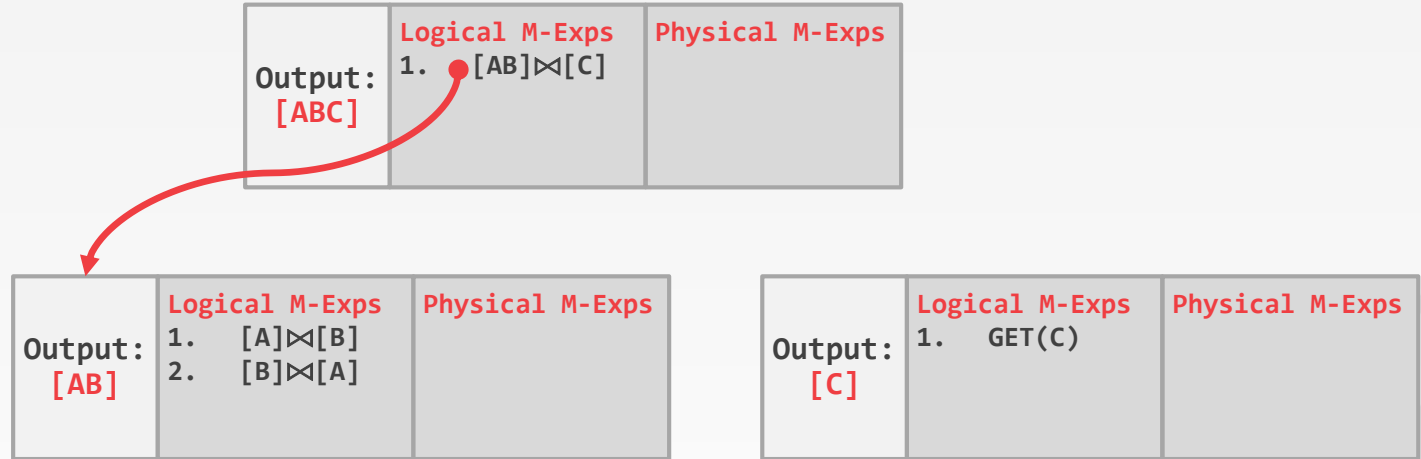 Output:
[ABC]
Logical M-Exps
1. [AB]⋈[C]
Physical M-Exps
Output:
[AB]
Logical M-Exps
1. [A]⋈[B]
2. [B]⋈[A]
Physical M-Exps
Output:
[C]
Logical M-Exps
1. GET(C)
Physical M-Exps